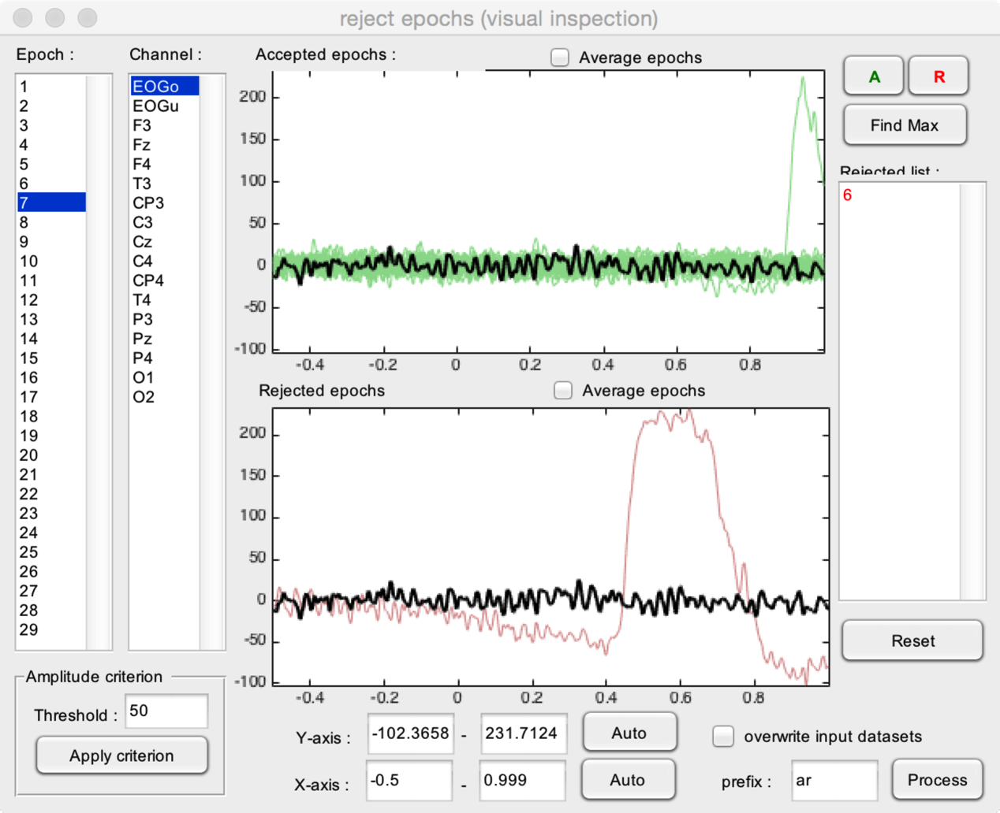 reject epochs (visual inspection)
Epoch :
Channel :
Accepted epochs :
Average epochs
A
R
Find Max
Rejected list :
6
1
2
3
4
5
6
7
8
9
10
11
12
13
14
15
16
17
18
19
20
21
22
23
24
25
26
27
28
29
EOGo
EOGu
F3
Fz
F4
T3
CP3
C3
Cz
C4
CP4
T4
P3
Pz
P4
O1
O2
200
150
100
50
0
-50
-100
-0.4 -0.2 0 0.2 0.4 0.6 0.8
Rejected epochs
Average epochs
200
150
100
50
0
-50
-100
-0.4 -0.2 0 0.2 0.4 0.6 0.8
Reset
Amplitude criterion
Threshold : 50
Apply criterion
Y-axis : -102.3658 - 231.7124 Auto
overwrite input datasets
X-axis : -0.5 - 0.999 Auto
prefix : ar Process